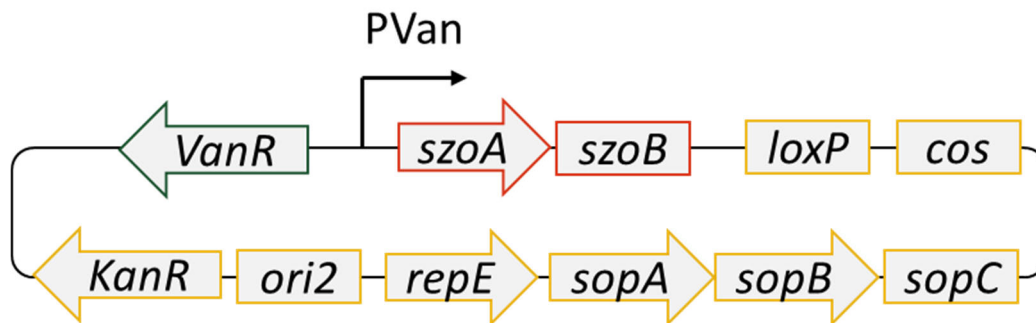 PVan
VanR szoA szoB loxP cos
KanR ori2 repE sopA sopB sopC